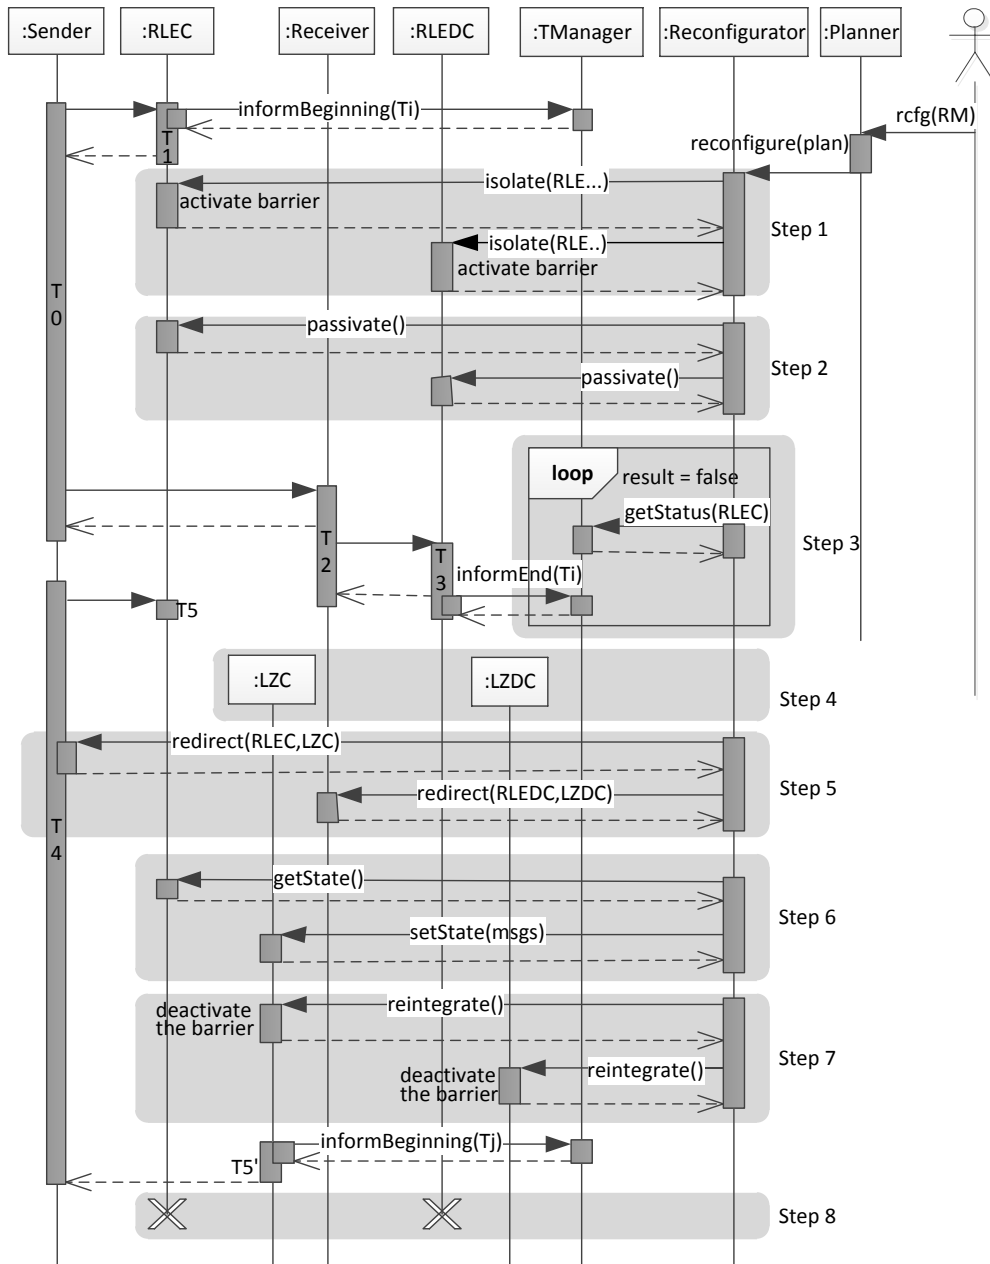 :Sender
:RLEC
:Receiver
:RLEDC
:TManager
:Reconfigurator
:Planner
informBeginning(Ti)
rcfg(RM)
T
1
reconfigure(plan)
isolate(RLE...)
activate barrier
Step 1
isolate(RLE..)
activate barrier
T
0
passivate()
Step 2
passivate()
loop
result = false
getStatus(RLEC)
Step 3
T
2
T
3
informEnd(Ti)
T5
:LZC
:LZDC
Step 4
redirect(RLEC,LZC)
Step 5
redirect(RLEDC,LZDC)
T
4
getState()
Step 6
setState(msgs)
reintegrate()
deactivate
the barrier
Step 7
reintegrate()
deactivate
the barrier
informBeginning(Tj)
T5'
Step 8